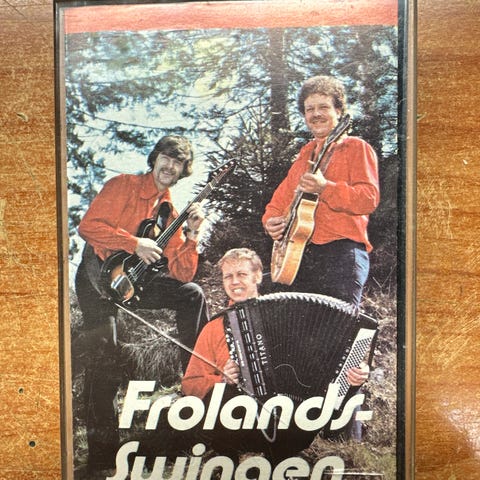 TITANO
Frolands-
Swingen